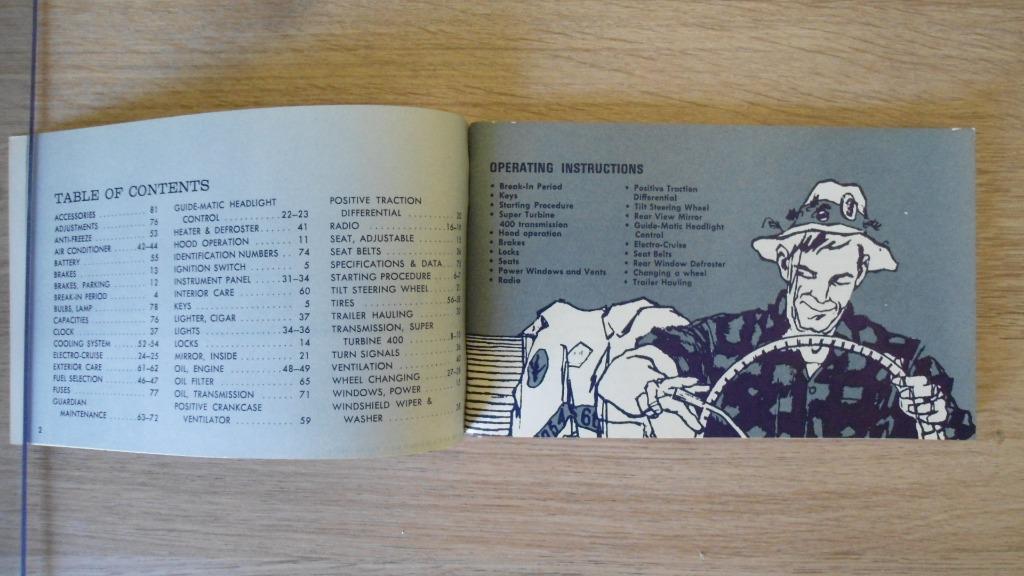 TABLE OF CONTENTS
ACCESSORIES 81
ADJUSTMENTS 76
ANTI-FREEZE 53
AIR CONDITIONER 42-44
BATTERY 55
BRAKES 13
BRAKES, PARKING 12
BREAK-IN PERIOD 4
BULBS, LAMP 78
CAPACITIES 76
CLOCK 37
COOLING SYSTEM 52-54
ELECTRO-CRUISE 24-25
EXTERIOR CARE 61-62
FUEL SELECTION 46-47
FUSES 77
GUARDIAN
MAINTENANCE 63-72
GUIDE-MATIC HEADLIGHT
CONTROL 22-23
HEATER & DEFROSTER 41
HOOD OPERATION 11
IDENTIFICATION NUMBERS 74
IGNITION SWITCH 5
INSTRUMENT PANEL 31-34
INTERIOR CARE 60
KEYS 5
LIGHTER, CIGAR 37
LIGHTS 34-36
LOCKS 14
MIRROR, INSIDE 21
OIL, ENGINE 48-49
OIL FILTER 65
OIL, TRANSMISSION 71
POSITIVE CRANKCASE
VENTILATOR 59
POSITIVE TRACTION
DIFFERENTIAL
RADIO
SEAT, ADJUSTABLE
SEAT BELTS
SPECIFICATIONS & DATA
STARTING PROCEDURE
TILT STEERING WHEEL
TIRES
TRAILER HAULING
TRANSMISSION, SUPER
TURBINE 400
TURN SIGNALS
VENTILATION
WHEEL CHANGING
WINDOWS, POWER
WINDSHIELD WIPER &
WASHER
2
OPERATING INSTRUCTIONS
• Break-In Period
• Keys
• Starting Procedure
• Super Turbine
400 transmission
• Hood operation
• Brakes
• Locks
• Seats
• Power Windows and Vents
• Radio
• Positive Traction
Differential
• Tilt Steering Wheel
• Rear View Mirror
• Guide-Matic Headlight
Control
• Electro-Cruise
• Seat Belts
• Rear Window Defroster
• Changing a wheel
• Trailer Hauling